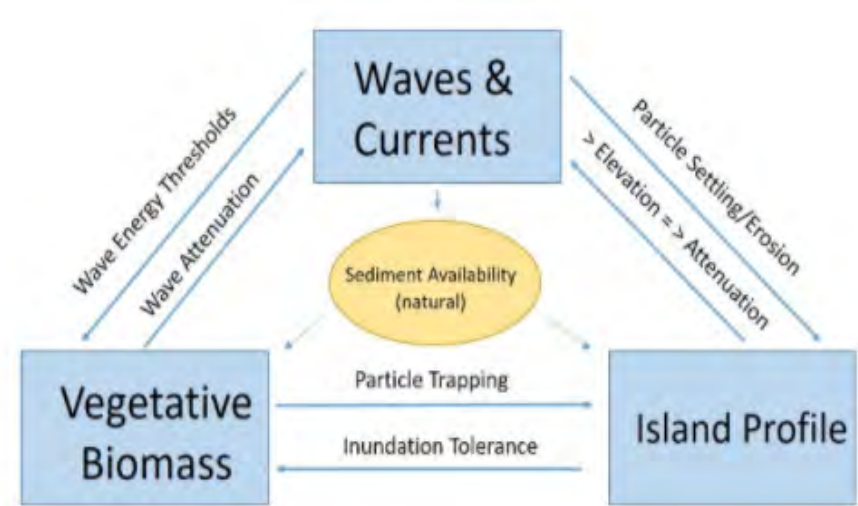 Waves &
Currents
Wave Energy Thresholds
Wave Attenuation
Particle Settling/Erosion
> Elevation = > Attenuation
Sediment Availability
(natural)
Vegetative
Biomass
Particle Trapping
Inundation Tolerance
Island Profile